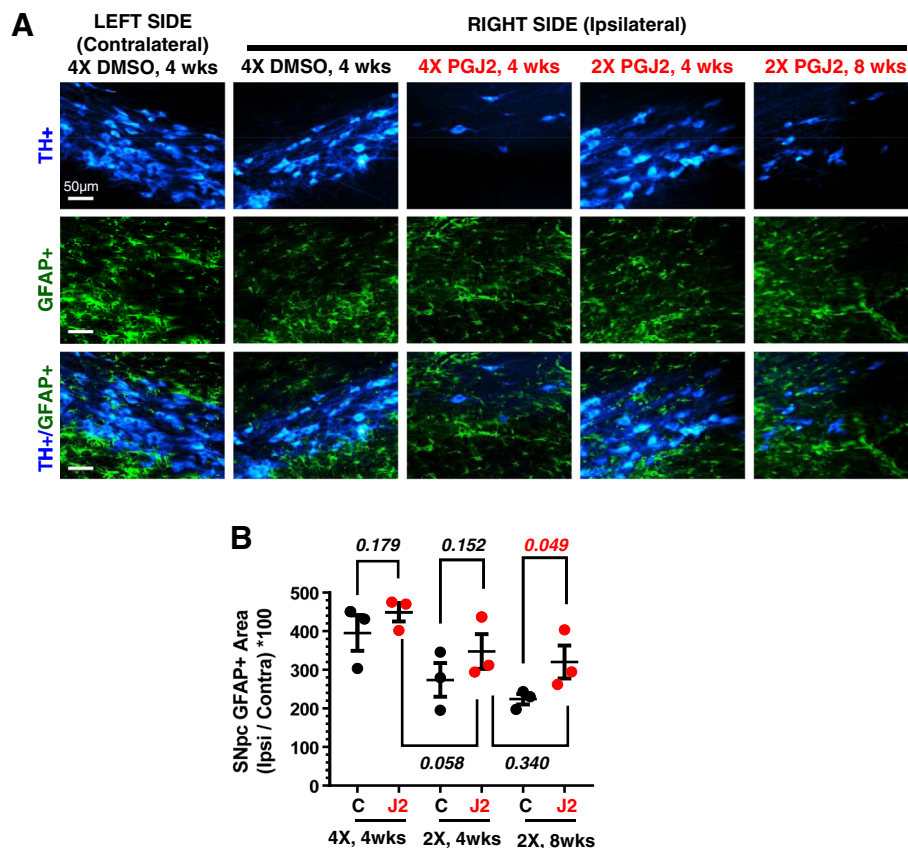 A
LEFT SIDE
(Contralateral)
4X DMSO, 4 wks
RIGHT SIDE (Ipsilateral)
4X DMSO, 4 wks
4X PGJ2, 4 wks
2X PGJ2, 4 wks
2X PGJ2, 8 wks
TH+
50µm
GFAP+
TH+/GFAP+
B
0.179
0.152
0.049
SNpc GFAP+ Area
(Ipsi / Contra) *100
500
400
300
200
100
0
0.058
0.340
C
J2
C
J2
C
J2
4X, 4wks
2X, 4wks
2X, 8wks